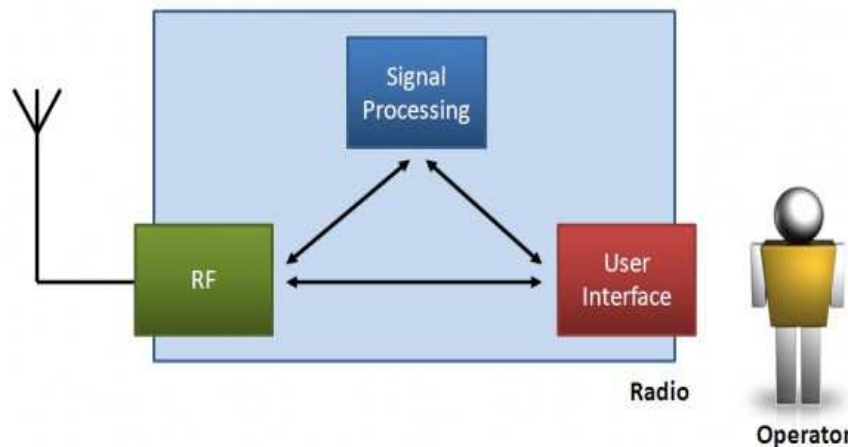 Signal
Processing
RF
User
Interface
Radio
Operator